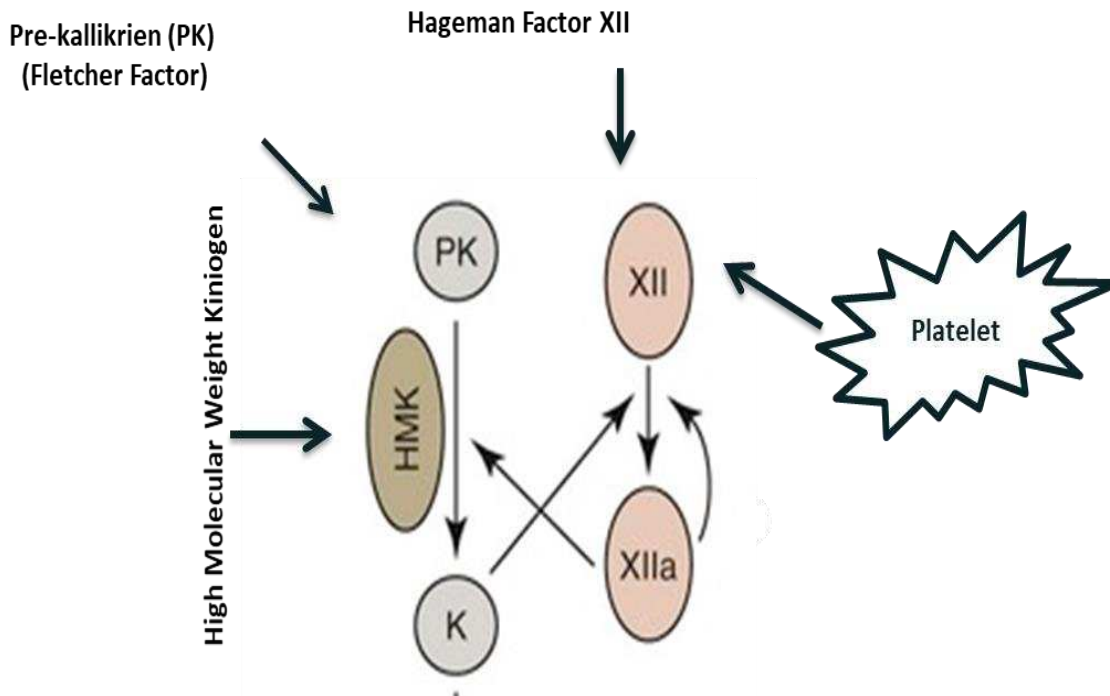 Pre-kallikrien (PK)
(Fletcher Factor)
Hageman Factor XII
High Molecular Weight Kiniogen
PK
XII
Platelet
HMK
XIIa
K